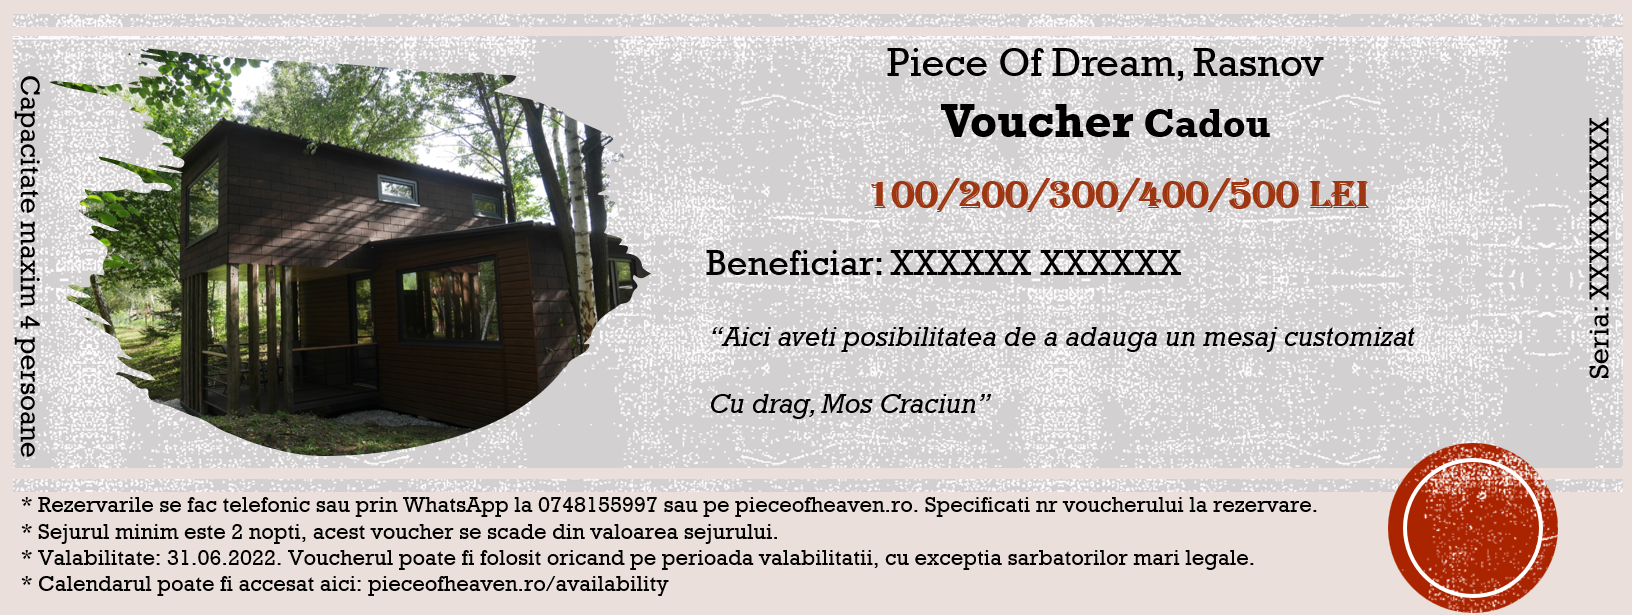 Capacitate maxim 4 persoane
Piece Of Dream, Rasnov
Voucher Cadou
100/200/300/400/500 LEI
Beneficiar: XXXXXX XXXXXX
“Aici aveti posibilitatea de a adauga un mesaj customizat
Cu drag, Mos Craciun”
Seria: XXXXXXXXXXXXX
* Rezervarile se fac telefonic sau prin WhatsApp la 0748155997 sau pe pieceofheaven.ro. Specificati nr voucherului la rezervare.
* Sejurul minim este 2 nopti, acest voucher se scade din valoarea sejurului.
* Valabilitate: 31.06.2022. Voucherul poate fi folosit oricand pe perioada valabilitatii, cu exceptia sarbatorilor mari legale.
* Calendarul poate fi accesat aici: pieceofheaven.ro/availability